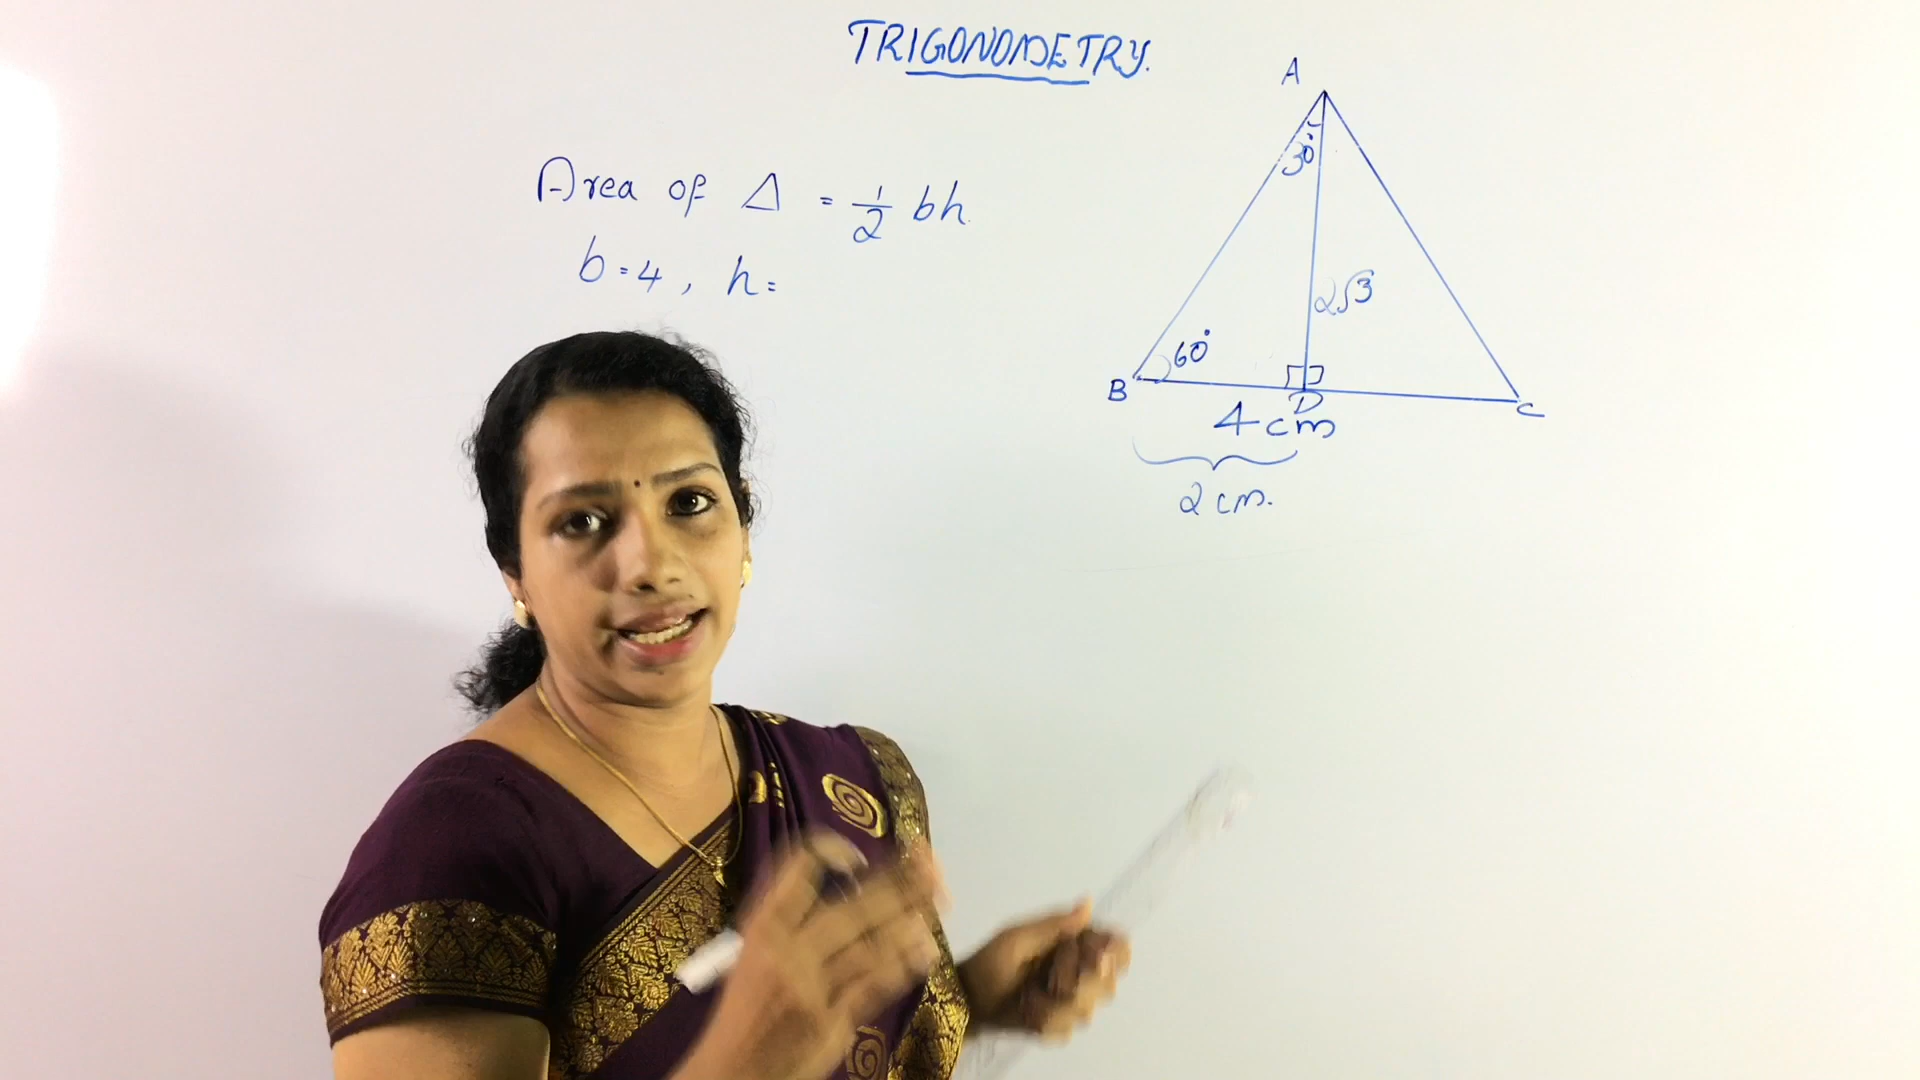 TRIGONOMETRY.
Area of Δ = 1/2 bh.
b = 4, h =
A
30°
2√3
60°
B
D
C
4 cm
2 cm.